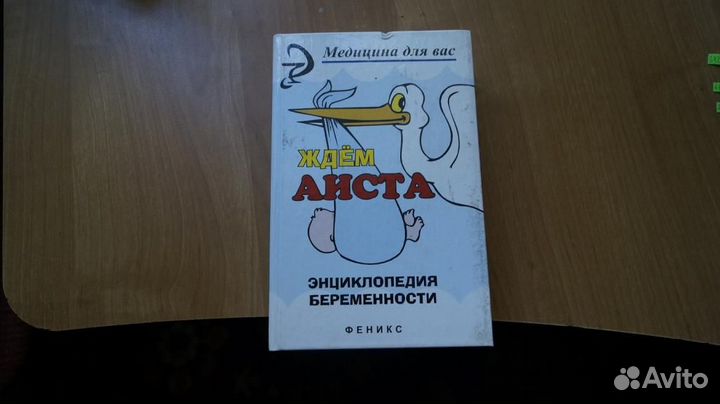 Медицина для вас
ЖДЁМ
АИСТА
ЭНЦИКЛОПЕДИЯ
БЕРЕМЕННОСТИ
ФЕНИКС
Avito